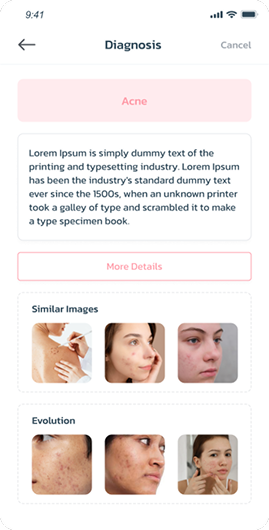 9:41
Diagnosis
Cancel
Acne
Lorem Ipsum is simply dummy text of the
printing and typesetting industry. Lorem Ipsum
has been the industry's standard dummy text
ever since the 1500s, when an unknown printer
took a galley of type and scrambled it to make
a type specimen book.
More Details
Similar Images
Evolution